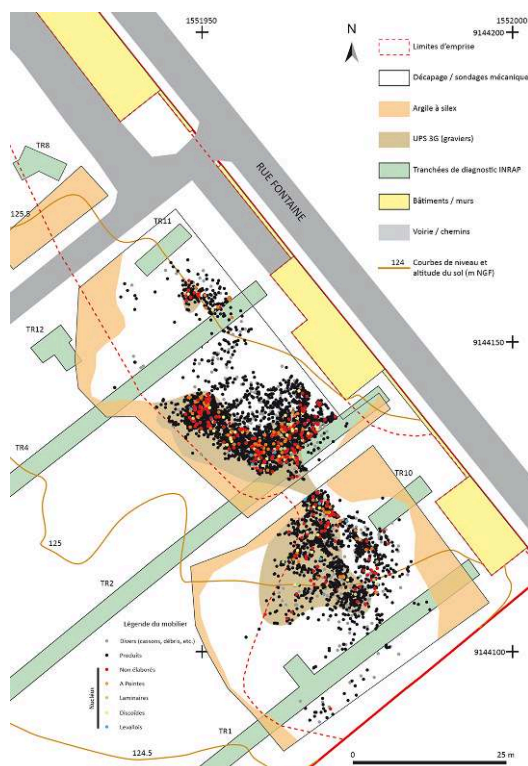 1551950
1552000
9144200
N
Limites d'emprise
Décapage / sondages mécaniques
Argile à silex
UPS 3G (graviers)
Tranchées de diagnostic INRAP
Bâtiments / murs
Voirie / chemins
124
Courbes de niveau et
altitude du sol (m NGF)
RUE FONTAINE
TR8
125.5
TR11
TR12
9144150
TR4
TR10
125
TR2
Légende du mobilier
Divers (cassons, débris, etc.)
Produits
Non élaborés
A Pointes
Laminaires
Discoïdes
Levallois
Nucléus
9144100
TR1
124.5
0
25 m